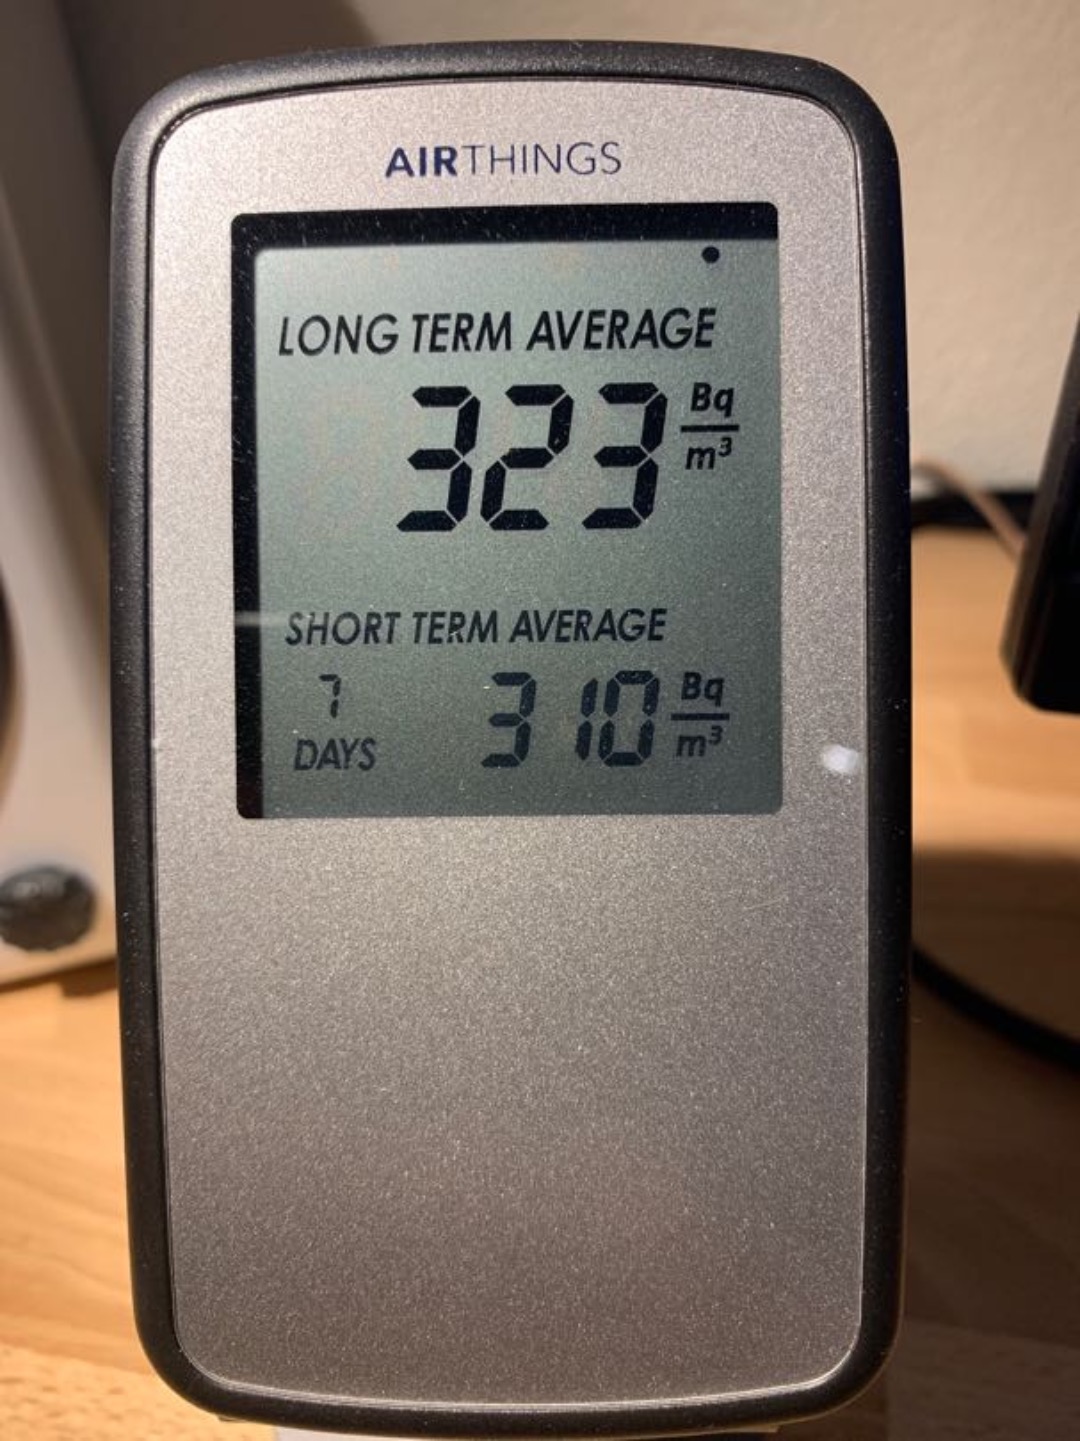 AIRTHINGS
LONG TERM AVERAGE
323 Bq/m³
SHORT TERM AVERAGE
7 DAYS 310 Bq/m³